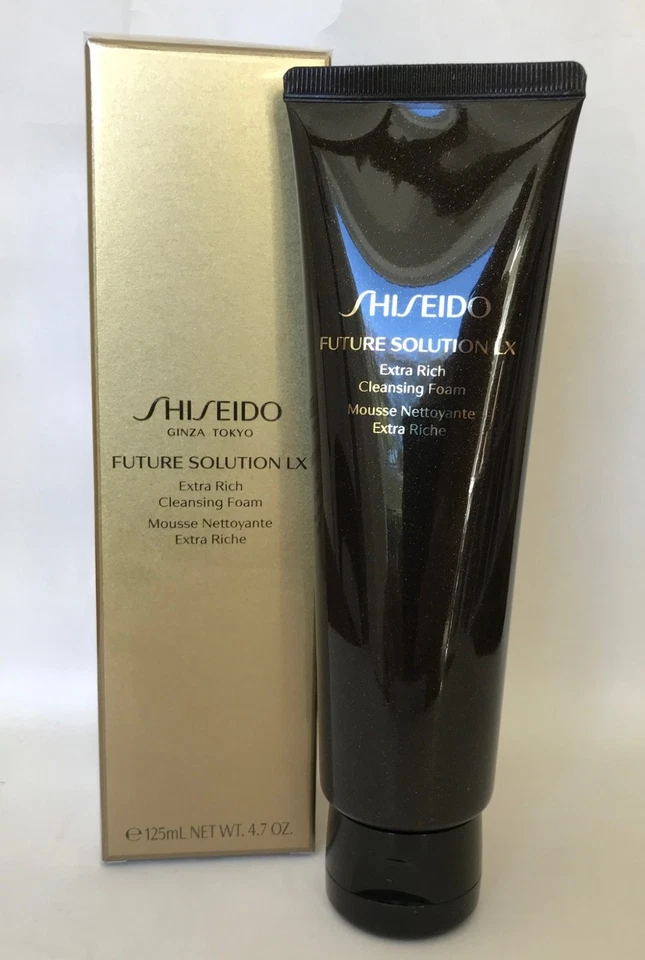 SHISEIDO
GINZA TOKYO
FUTURE SOLUTION LX
Extra Rich
Cleansing Foam
Mousse Nettoyante
Extra Riche
℮ 125mL NET WT. 4.7 OZ.
SHISEIDO
FUTURE SOLUTION LX
Extra Rich
Cleansing Foam
Mousse Nettoyante
Extra Riche